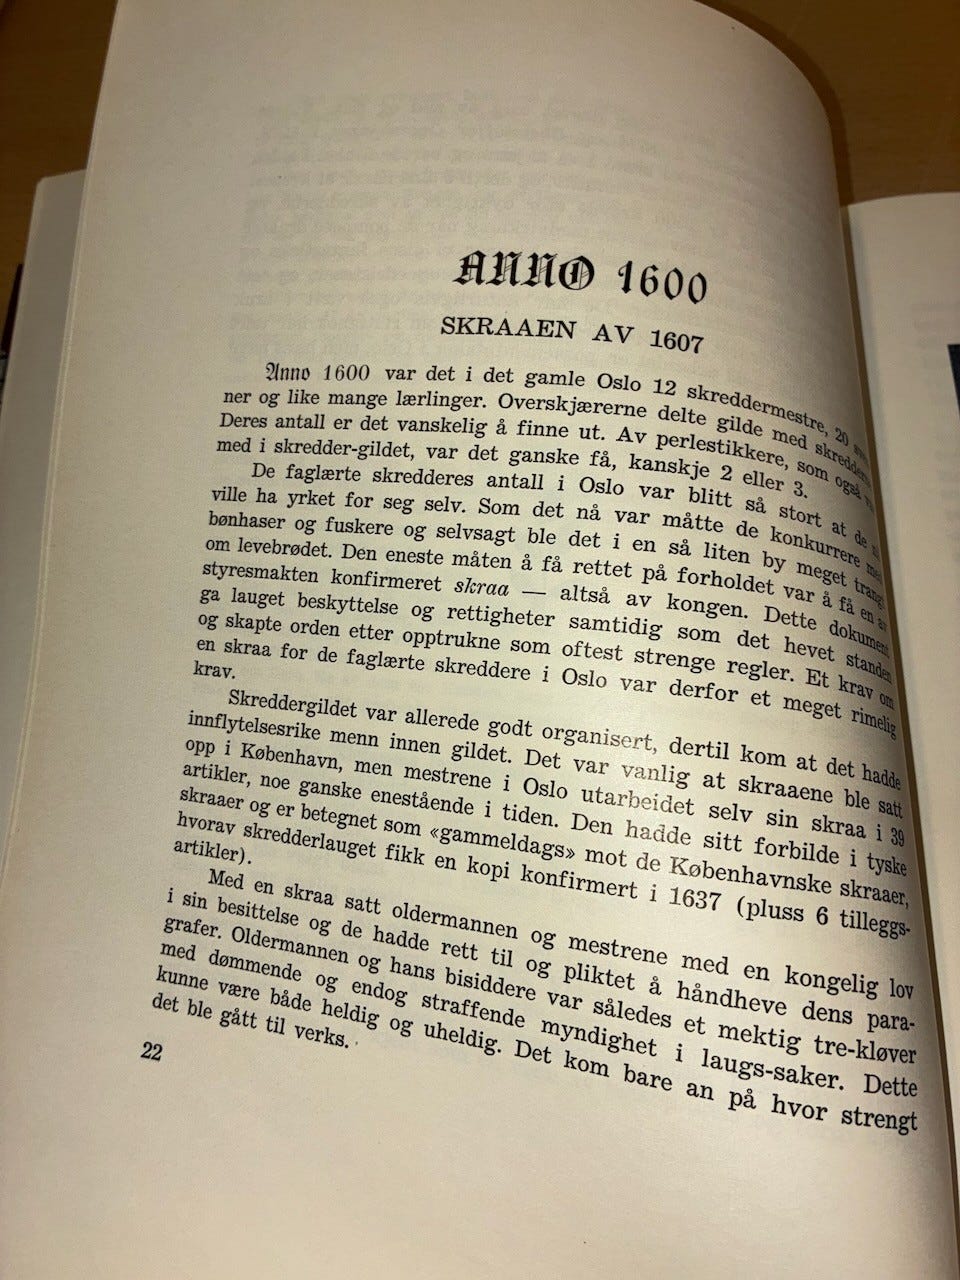 ANNO 1600
SKRAAEN AV 1607
Anno 1600 var det i det gamle Oslo 12 skreddermestre, 20
ner og like mange lærlinger. Overskjærerne delte gilde med
Deres antall er det vanskelig å finne ut. Av perlestikkere, som også
med i skredder-gildet, var det ganske få, kanskje 2 eller 3.
De faglærte skredderes antall i Oslo var blitt så stort at de
ville ha yrket for seg selv. Som det nå var måtte de konkurrere
bønhaser og fuskere og selvsagt ble det i en så liten by meget trangt
om levebrødet. Den eneste måten å få rettet på forholdet var å få en av
styresmakten konfirmeret skraa — altså av kongen. Dette dokument
ga lauget beskyttelse og rettigheter samtidig som det hevet standen
og skapte orden etter opptrukne som oftest strenge regler. Et krav om
en skraa for de faglærte skreddere i Oslo var derfor et meget rimelig
krav.
Skreddergildet var allerede godt organisert, dertil kom at det hadde
innflytelsesrike menn innen gildet. Det var vanlig at skraaene ble satt
opp i København, men mestrene i Oslo utarbeidet selv sin skraa i 39
artikler, noe ganske enestående i tiden. Den hadde sitt forbilde i tyske
skraaer og er betegnet som «gammeldags» mot de Københavnske skraaer,
hvorav skredderlauget fikk en kopi konfirmert i 1637 (pluss 6 tilleggs-
artikler).
Med en skraa satt oldermannen og mestrene med en kongelig lov
i sin besittelse og de hadde rett til og pliktet å håndheve dens para-
grafer. Oldermannen og hans bisiddere var således et mektig tre-kløver
med dømmende og endog straffende myndighet i laugs-saker. Dette
kunne være både heldig og uheldig. Det kom bare an på hvor strengt
det ble gått til verks.
22